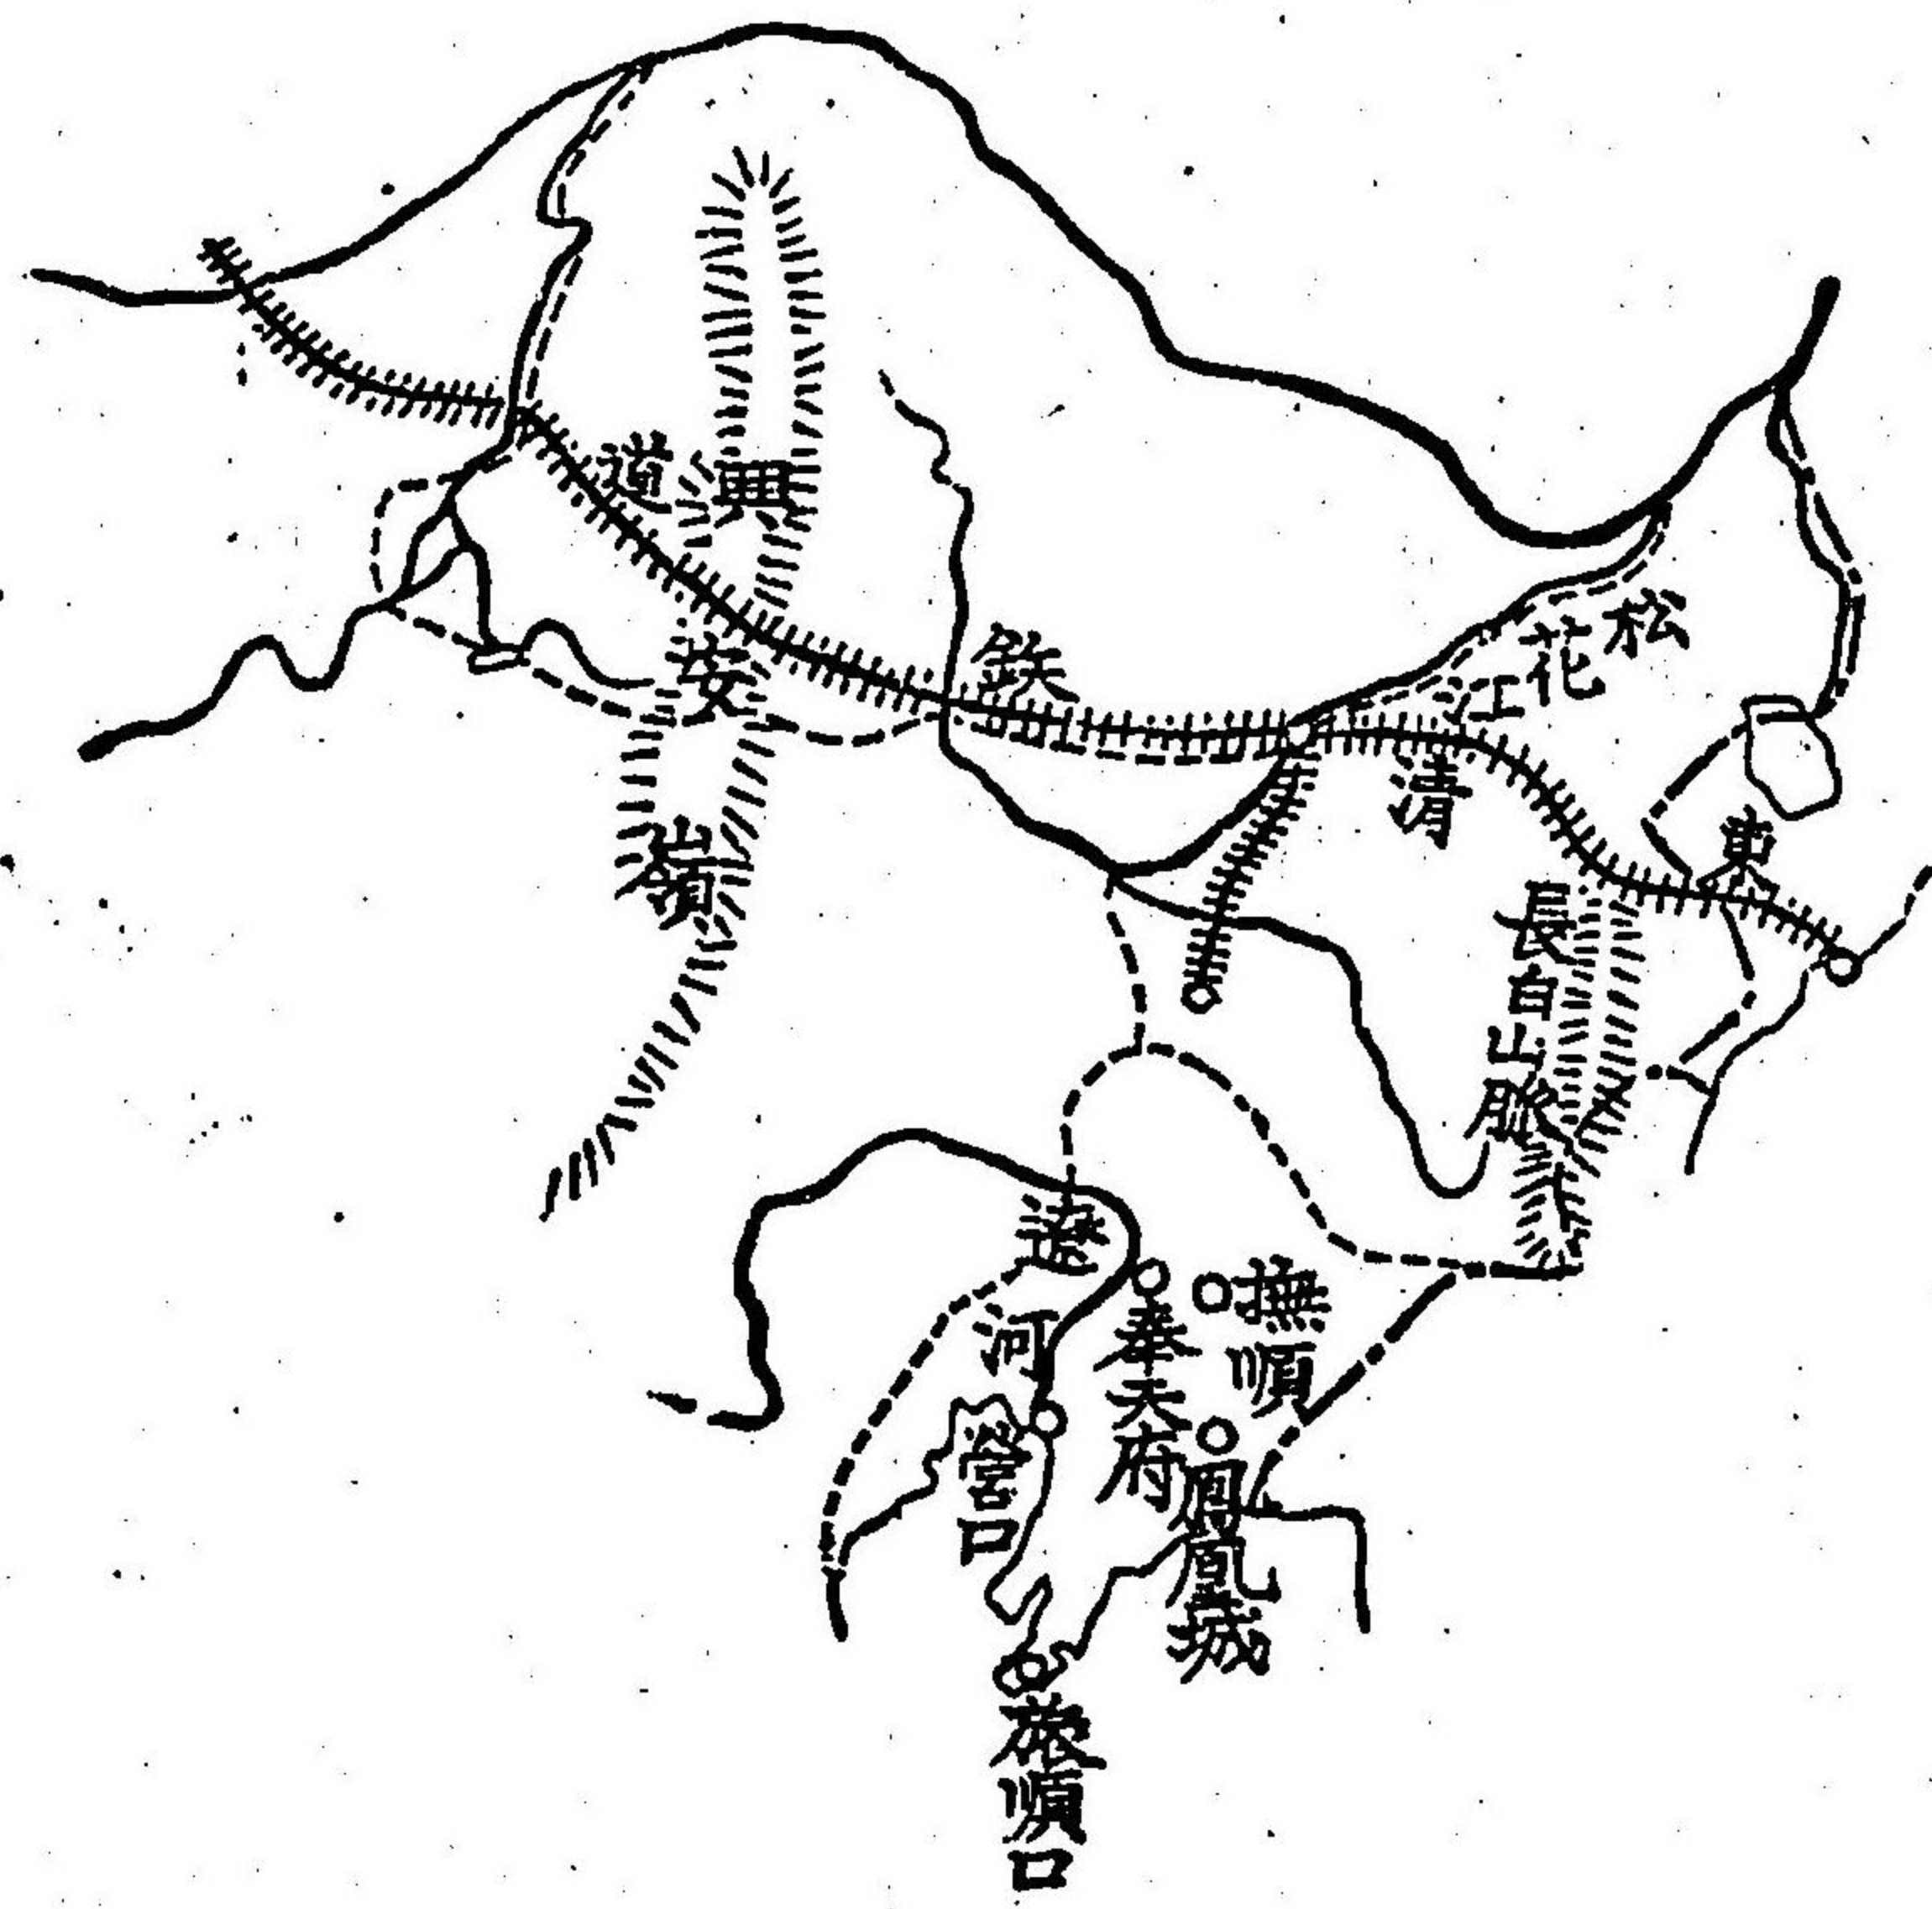 東清鉄道
興安嶺
松花江
長白山脈
遼河
撫順
奉天府
鳳凰城
營口
旅順口